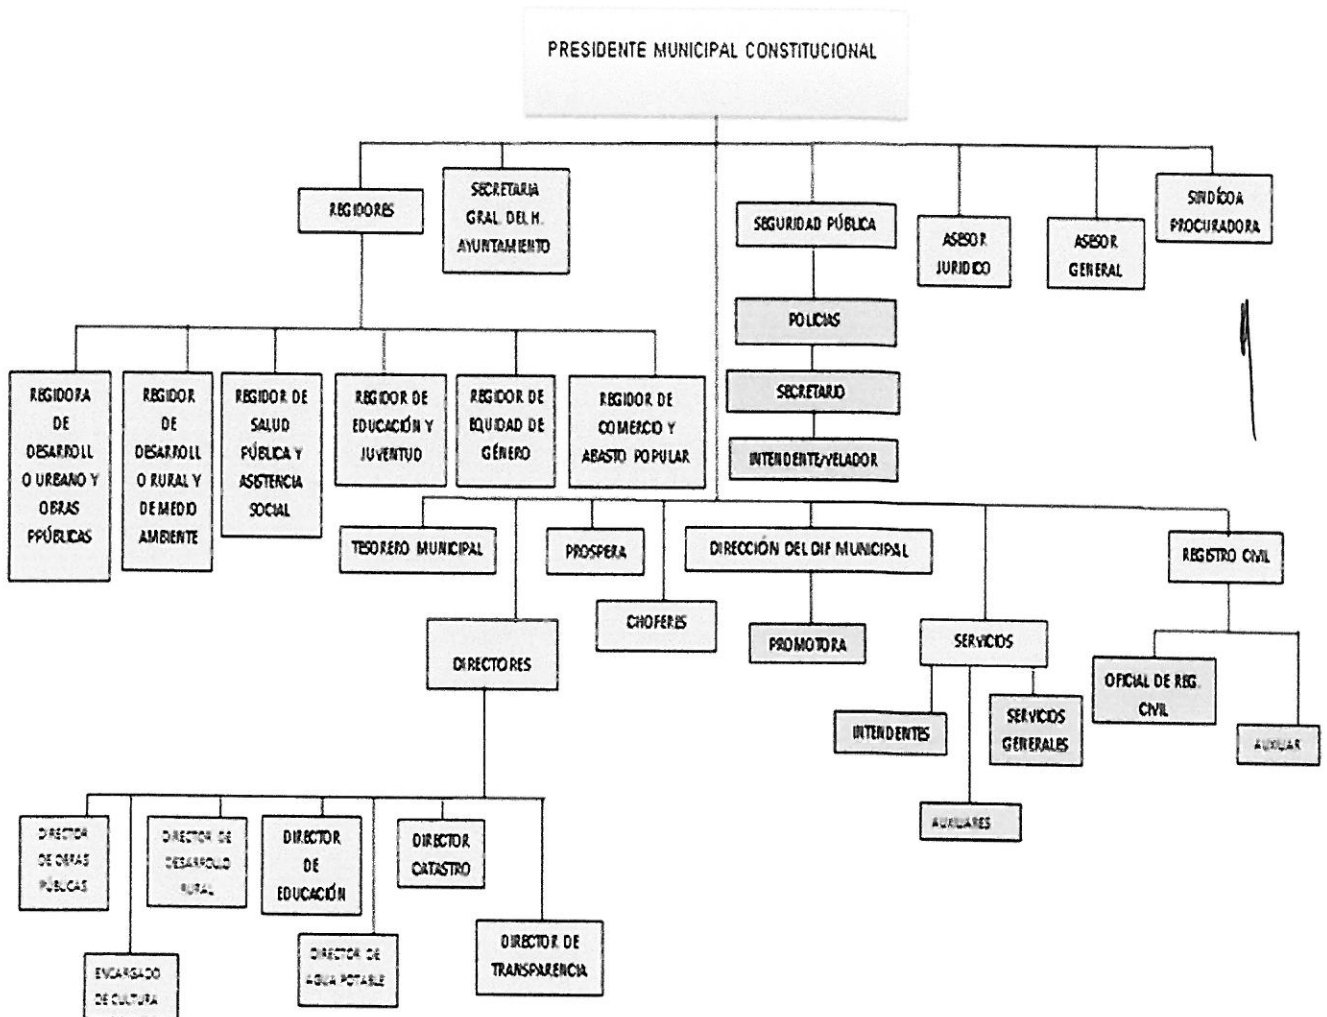 PRESIDENTE MUNICIPAL CONSTITUCIONAL
REGIDORES
SECRETARIA
GRAL. DEL H.
AYUNTAMIENTO
SEGURIDAD PÚBLICA
ASESOR
JURIDICO
ASESOR
GENERAL
SINDÍCOA
PROCURADORA
POLICIAS
SECRETARIO
INTENDENTE/VELADOR
REGIDORA
DE
DESARROLL
O URBANO Y
OBRAS
PPÚBLICAS
REGIDOR
DE
DESARROLL
O RURAL Y
DE MEDIO
AMBIENTE
REGIDOR DE
SALUD
PÚBLICA Y
ASISTENCIA
SOCIAL
REGIDOR DE
EDUCACIÓN Y
JUVENTUD
REGIDOR DE
EQUIDAD DE
GÉNERO
REGIDOR DE
COMERCIO Y
ABASTO POPULAR
TESORERO MUNICIPAL
PROSPERA
DIRECCIÓN DEL DIF MUNICIPAL
REGISTRO CIVIL
CHOFERES
DIRECTORES
PROMOTORA
SERVICIOS
INTENDENTES
SERVICIOS
GENERALES
AUXILIARES
OFICIAL DE REG.
CIVIL
AUXILIAR
DIRECTOR
DE OBRAS
PÚBLICAS
DIRECTOR DE
DESARROLLO
RURAL
DIRECTOR
DE
EDUCACIÓN
DIRECTOR
CATASTRO
ENCARGADO
DE CULTURA
DIRECTOR DE
AGUA POTABLE
DIRECTOR DE
TRANSPARENCIA